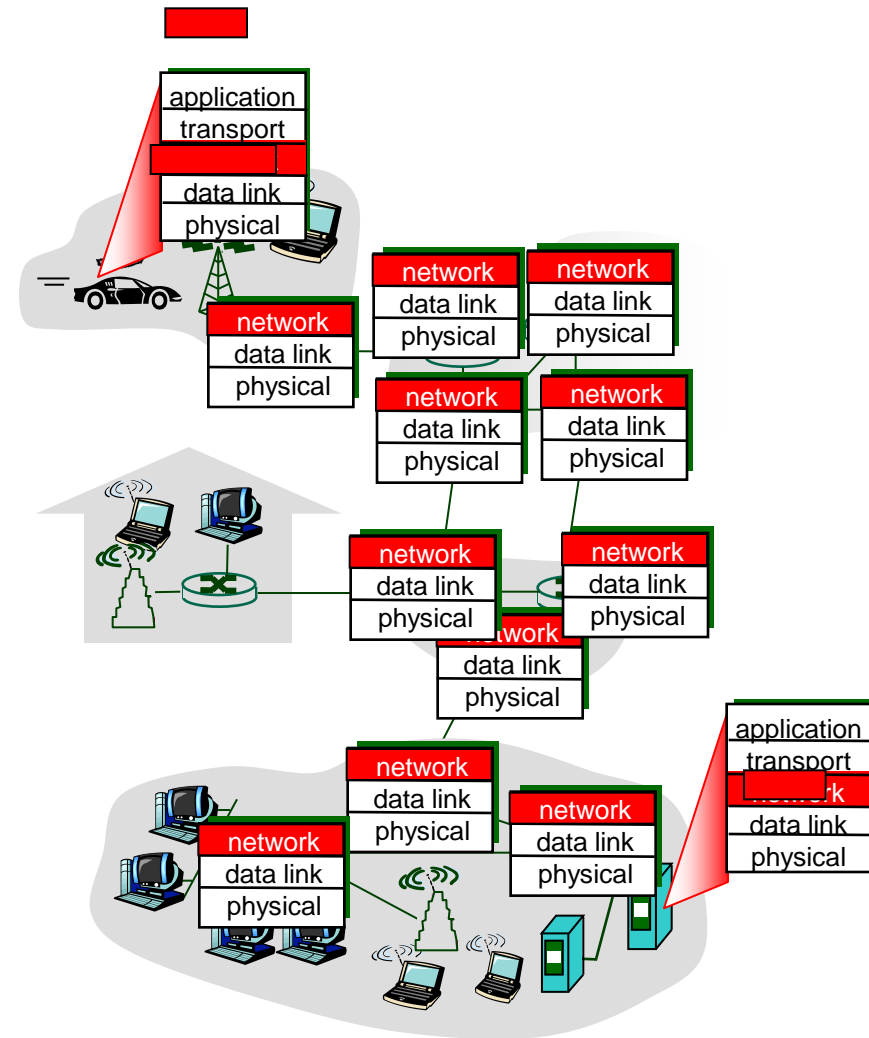 application
transport
data link
physical
network
data link
physical
network
data link
physical
network
data link
physical
network
data link
physical
network
data link
physical
network
data link
physical
network
data link
physical
network
data link
physical
application
transport
data link
physical
network
data link
physical
network
data link
physical
network
data link
physical